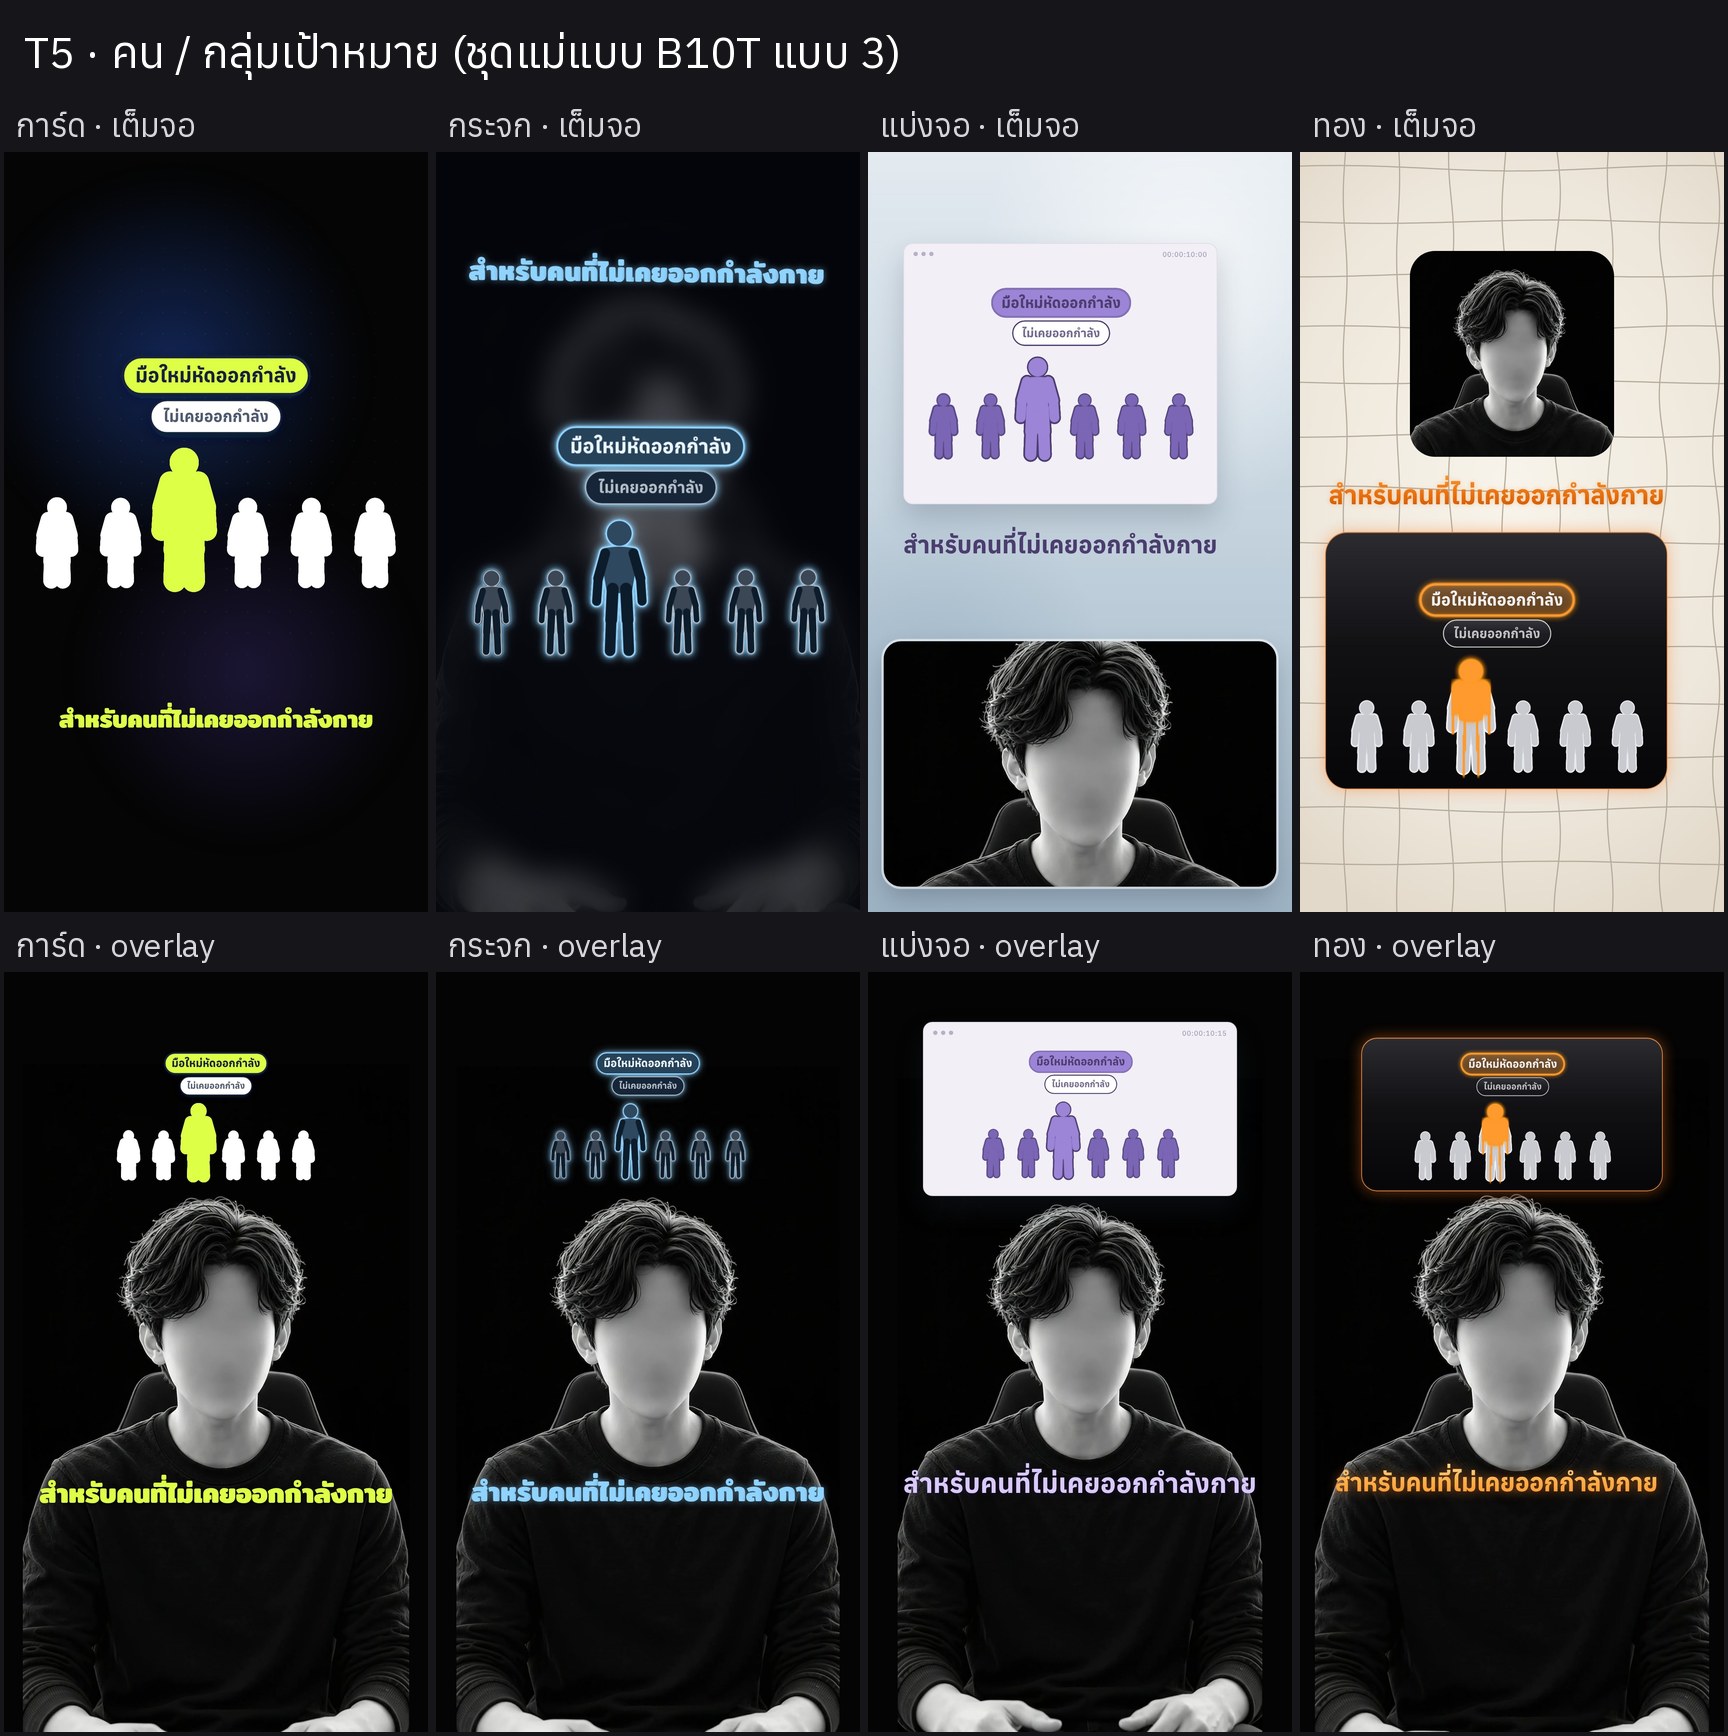 T5 · คน / กลุ่มเป้าหมาย (ชุดแม่แบบ B10T แบบ 3)
การ์ด · เต็มจอ
มือใหม่หัดออกกำลัง
ไม่เคยออกกำลัง
สำหรับคนที่ไม่เคยออกกำลังกาย
กระจก · เต็มจอ
สำหรับคนที่ไม่เคยออกกำลังกาย
มือใหม่หัดออกกำลัง
ไม่เคยออกกำลัง
แบ่งจอ · เต็มจอ
00:00:10:00
มือใหม่หัดออกกำลัง
ไม่เคยออกกำลัง
สำหรับคนที่ไม่เคยออกกำลังกาย
ทอง · เต็มจอ
สำหรับคนที่ไม่เคยออกกำลังกาย
มือใหม่หัดออกกำลัง
ไม่เคยออกกำลัง
การ์ด · overlay
มือใหม่หัดออกกำลัง
ไม่เคยออกกำลัง
สำหรับคนที่ไม่เคยออกกำลังกาย
กระจก · overlay
มือใหม่หัดออกกำลัง
ไม่เคยออกกำลัง
สำหรับคนที่ไม่เคยออกกำลังกาย
แบ่งจอ · overlay
00:00:10:15
มือใหม่หัดออกกำลัง
ไม่เคยออกกำลัง
สำหรับคนที่ไม่เคยออกกำลังกาย
ทอง · overlay
มือใหม่หัดออกกำลัง
ไม่เคยออกกำลัง
สำหรับคนที่ไม่เคยออกกำลังกาย